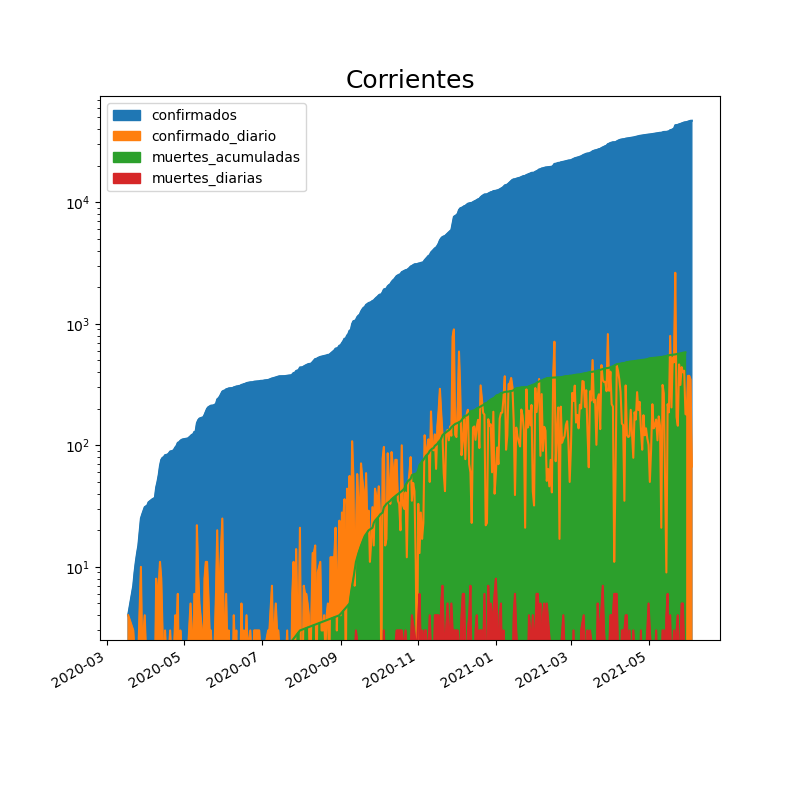 Corrientes
confirmados
confirmado_diario
muertes_acumuladas
muertes_diarias
10^4
10^3
10^2
10^1
2020-03
2020-05
2020-07
2020-09
2020-11
2021-01
2021-03
2021-05